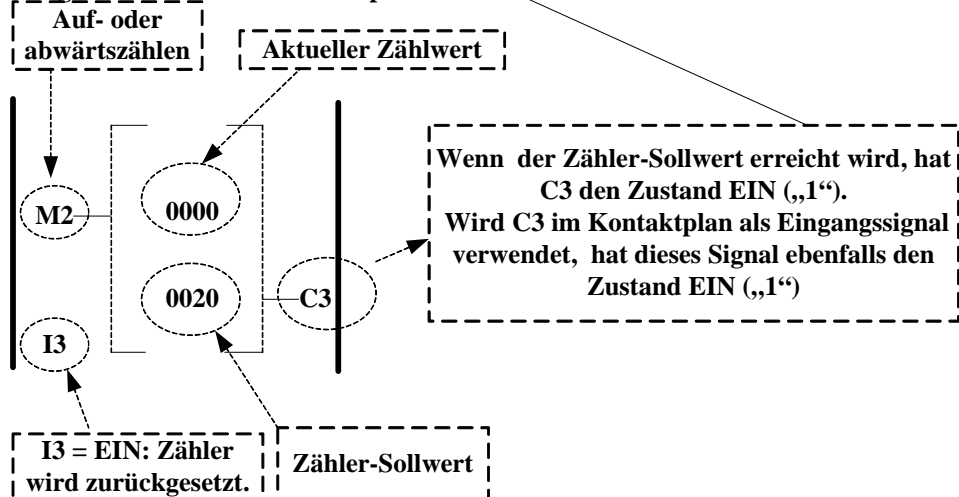 Auf- oder
abwärtszählen
Aktueller Zählwert
M2
0000
0020
C3
I3
Wenn der Zähler-Sollwert erreicht wird, hat
C3 den Zustand EIN („1“).
Wird C3 im Kontaktplan als Eingangssignal
verwendet, hat dieses Signal ebenfalls den
Zustand EIN („1“)
I3 = EIN: Zähler
wird zurückgesetzt.
Zähler-Sollwert